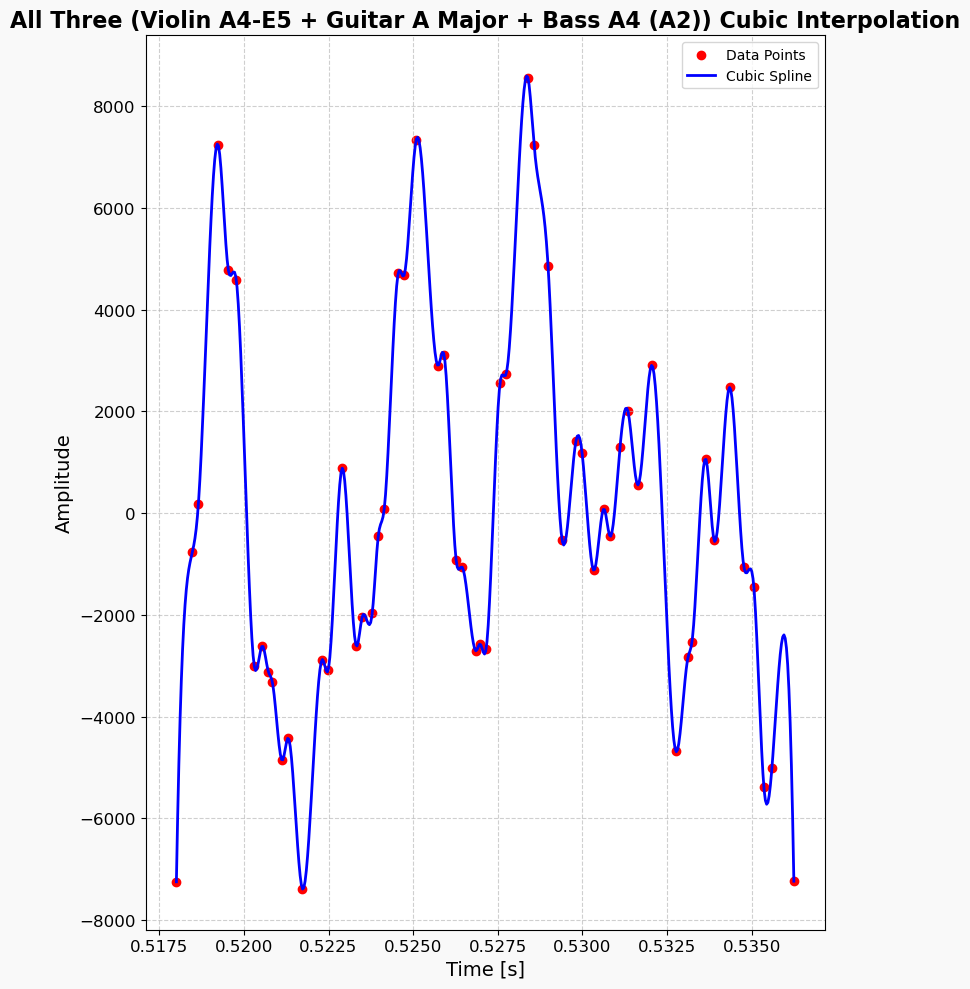 All Three (Violin A4-E5 + Guitar A Major + Bass A4 (A2)) Cubic Interpolation
Data Points
Cubic Spline
8000
6000
4000
2000
0
−2000
−4000
−6000
−8000
Amplitude
0.5175 0.5200 0.5225 0.5250 0.5275 0.5300 0.5325 0.5350
Time [s]